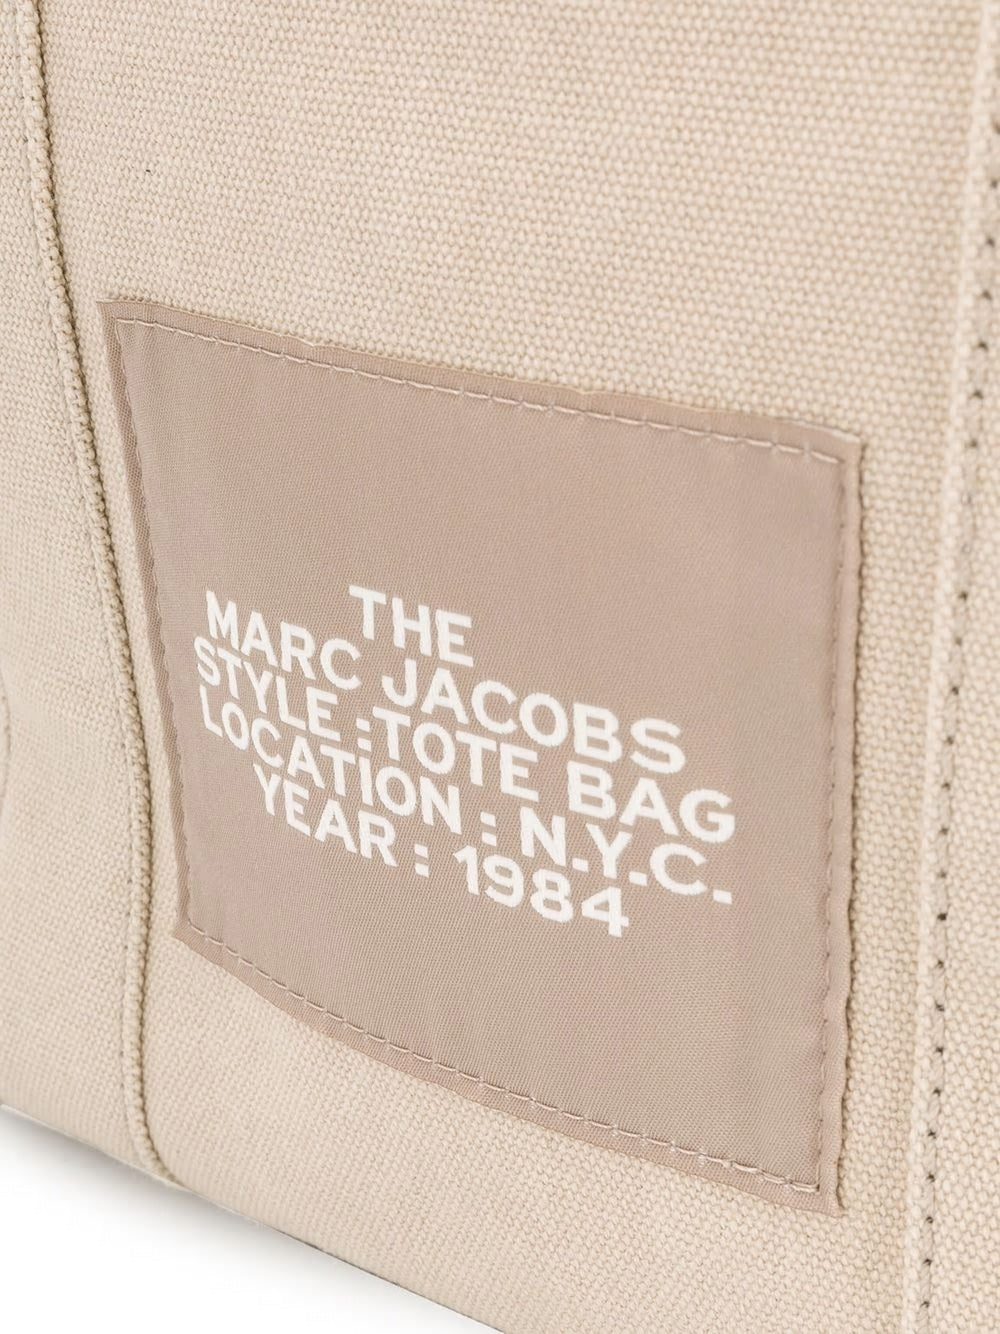 THE
MARC JACOBS
STYLE :TOTE BAG
LOCATION : N.Y.C.
YEAR : 1984